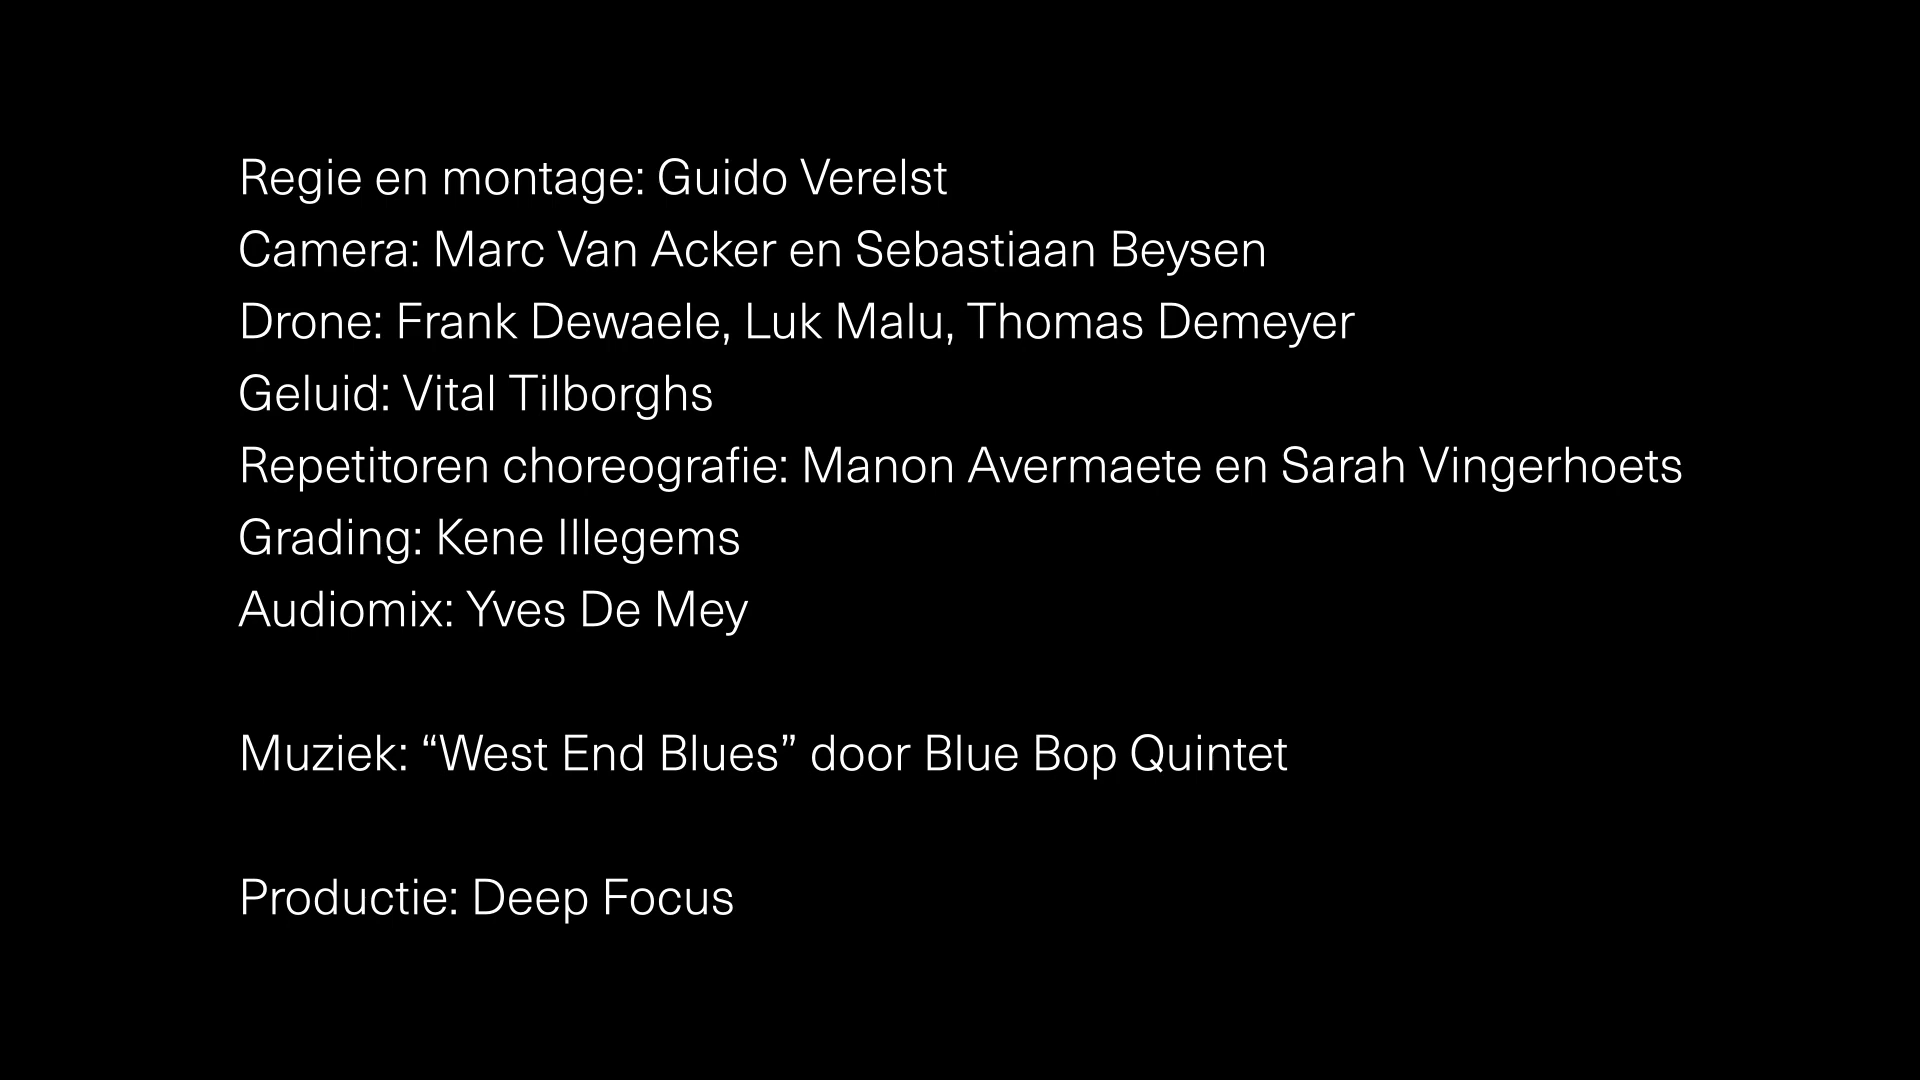 Regie en montage: Guido Verelst
Camera: Marc Van Acker en Sebastiaan Beysen
Drone: Frank Dewaele, Luk Malu, Thomas Demeyer
Geluid: Vital Tilborghs
Repetitoren choreografie: Manon Avermaete en Sarah Vingerhoets
Grading: Kene Illegems
Audiomix: Yves De Mey
Muziek: “West End Blues” door Blue Bop Quintet
Productie: Deep Focus